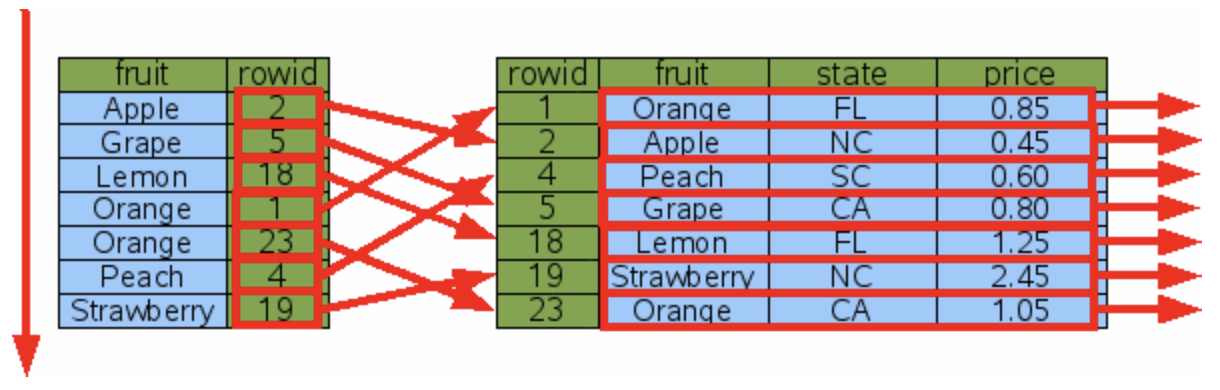 fruit rowid
Apple 2
Grape 5
Lemon 18
Orange 1
Orange 23
Peach 4
Strawberry 19
rowid fruit state price
1 Orange FL 0.85
2 Apple NC 0.45
4 Peach SC 0.60
5 Grape CA 0.80
18 Lemon FL 1.25
19 Strawberry NC 2.45
23 Orange CA 1.05